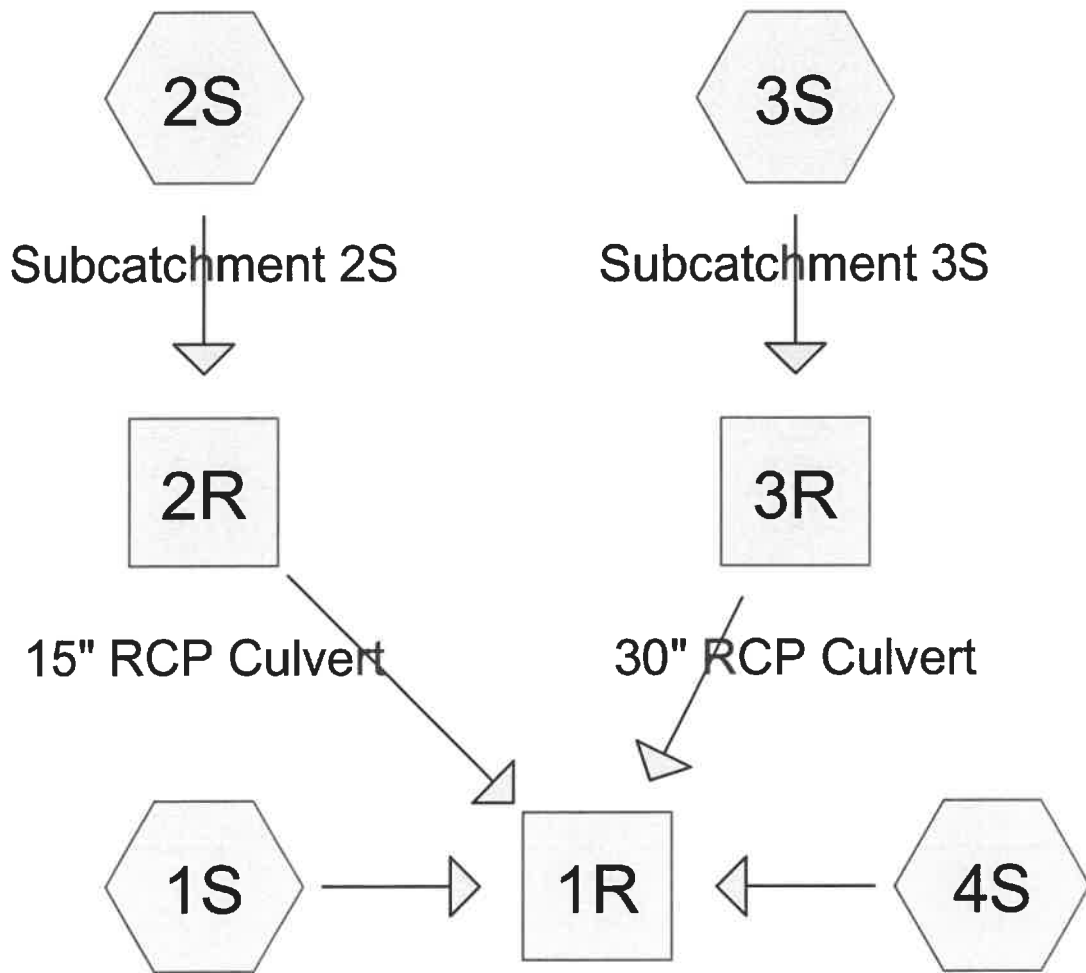 2S
3S
Subcatchment 2S
Subcatchment 3S
2R
3R
15" RCP Culvert
30" RCP Culvert
1S
1R
4S